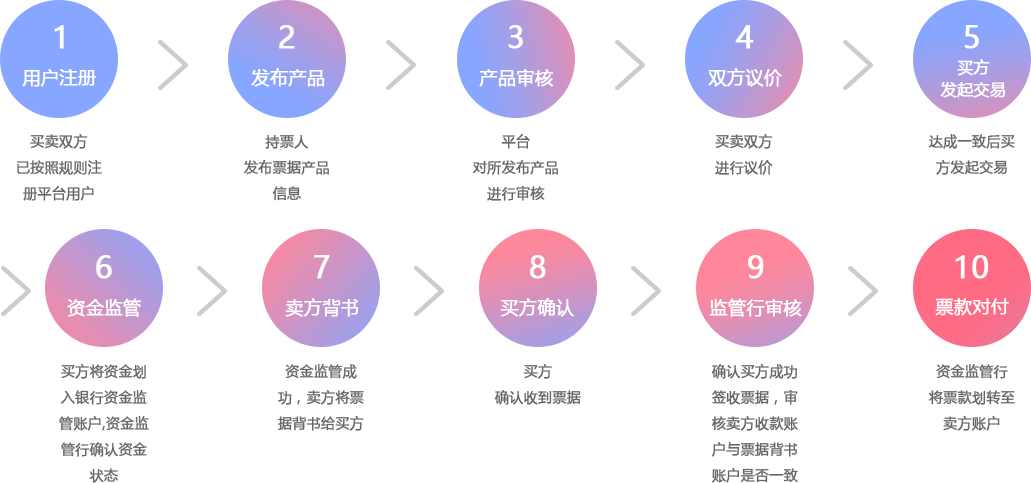 1
用户注册
买卖双方
已按照规则注
册平台用户
2
发布产品
持票人
发布票据产品
信息
3
产品审核
平台
对所发布产品
进行审核
4
双方议价
买卖双方
进行议价
5
买方
发起交易
达成一致后买
方发起交易
6
资金监管
买方将资金划
入银行资金监
管账户,资金监
管行确认资金
状态
7
卖方背书
资金监管成
功，卖方将票
据背书给买方
8
买方确认
买方
确认收到票据
9
监管行审核
确认买方成功
签收票据，审
核卖方收款账
户与票据背书
账户是否一致
10
票款对付
资金监管行
将票款划转至
卖方账户